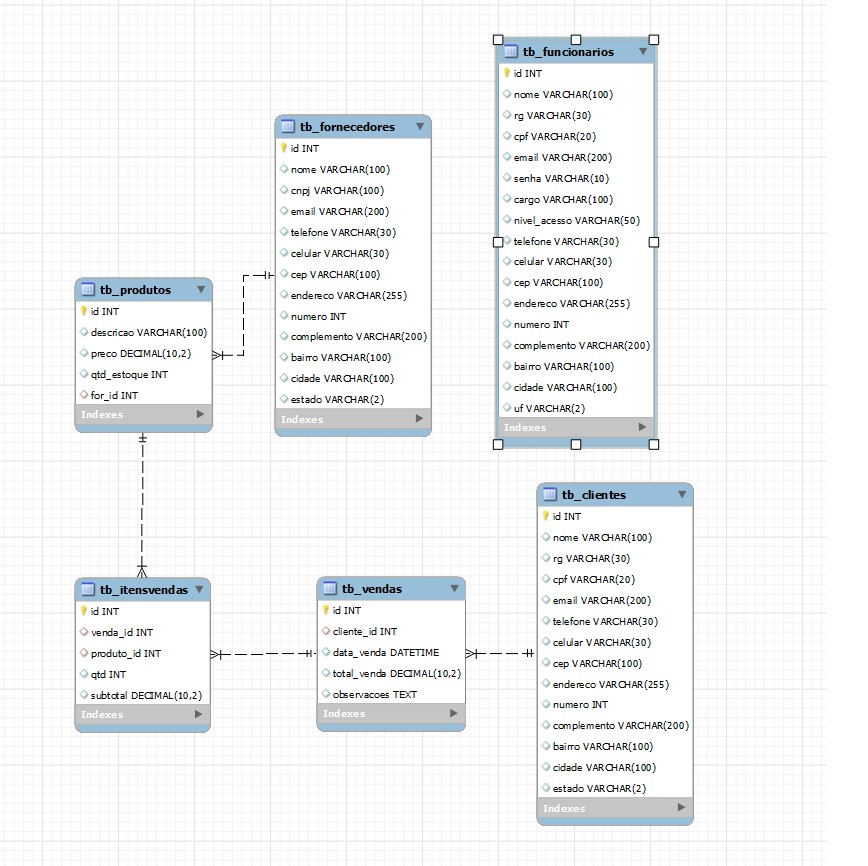 tb_funcionarios
id INT
nome VARCHAR(100)
rg VARCHAR(30)
cpf VARCHAR(20)
email VARCHAR(200)
senha VARCHAR(10)
cargo VARCHAR(100)
nivel_acesso VARCHAR(50)
telefone VARCHAR(30)
celular VARCHAR(30)
cep VARCHAR(100)
endereco VARCHAR(255)
numero INT
complemento VARCHAR(200)
bairro VARCHAR(100)
cidade VARCHAR(100)
uf VARCHAR(2)
Indexes
tb_fornecedores
id INT
nome VARCHAR(100)
cnpj VARCHAR(100)
email VARCHAR(200)
telefone VARCHAR(30)
celular VARCHAR(30)
cep VARCHAR(100)
endereco VARCHAR(255)
numero INT
complemento VARCHAR(200)
bairro VARCHAR(100)
cidade VARCHAR(100)
estado VARCHAR(2)
Indexes
tb_produtos
id INT
descricao VARCHAR(100)
preco DECIMAL(10,2)
qtd_estoque INT
for_id INT
Indexes
tb_clientes
id INT
nome VARCHAR(100)
rg VARCHAR(30)
cpf VARCHAR(20)
email VARCHAR(200)
telefone VARCHAR(30)
celular VARCHAR(30)
cep VARCHAR(100)
endereco VARCHAR(255)
numero INT
complemento VARCHAR(200)
bairro VARCHAR(100)
cidade VARCHAR(100)
estado VARCHAR(2)
Indexes
tb_itensvendas
id INT
venda_id INT
produto_id INT
qtd INT
subtotal DECIMAL(10,2)
Indexes
tb_vendas
id INT
cliente_id INT
data_venda DATETIME
total_venda DECIMAL(10,2)
observacoes TEXT
Indexes